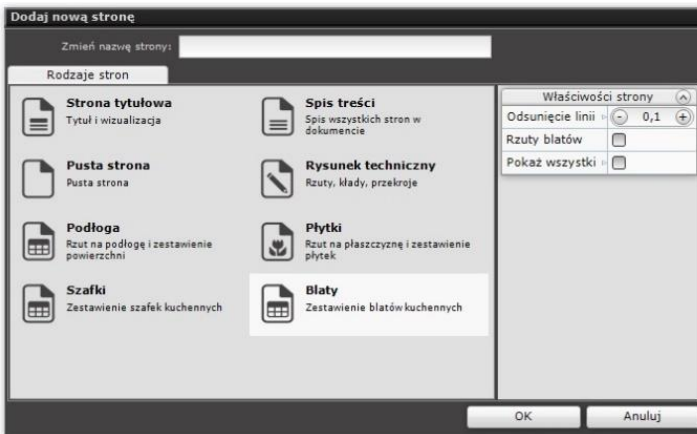 Dodaj nową stronę
Zmień nazwę strony:
Rodzaje stron
Strona tytułowa
Tytuł i wizualizacja
Spis treści
Spis wszystkich stron w
dokumencie
Pusta strona
Pusta strona
Rysunek techniczny
Rzuty, kłady, przekroje
Podłoga
Rzut na podłogę i zestawienie
powierzchni
Płytki
Rzut na płaszczyznę i zestawienie
płytek
Szafki
Zestawienie szafek kuchennych
Blaty
Zestawienie blatów kuchennych
Właściwości strony
Odsunięcie linii - 0,1 +
Rzuty blatów
Pokaż wszystki
OK Anuluj